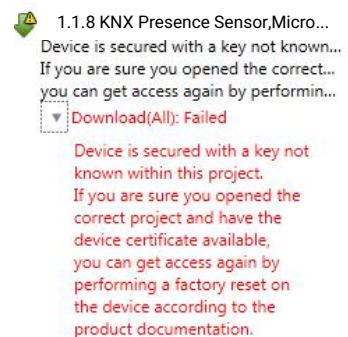 1.1.8 KNX Presence Sensor,Micro...
Device is secured with a key not known...
If you are sure you opened the correct...
you can get access again by performin...
Download(All): Failed
Device is secured with a key not
known within this project.
If you are sure you opened the
correct project and have the
device certificate available,
you can get access again by
performing a factory reset on
the device according to the
product documentation.